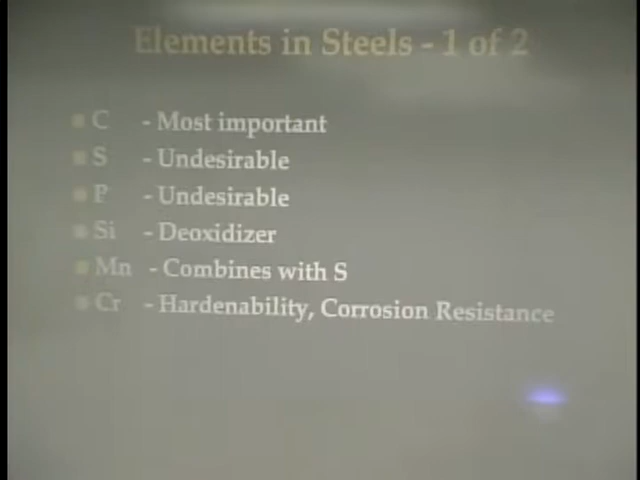 Elements in Steels - 1 of 2
C - Most important
S - Undesirable
P - Undesirable
Si - Deoxidizer
Mn - Combines with S
Cr - Hardenability, Corrosion Resistance